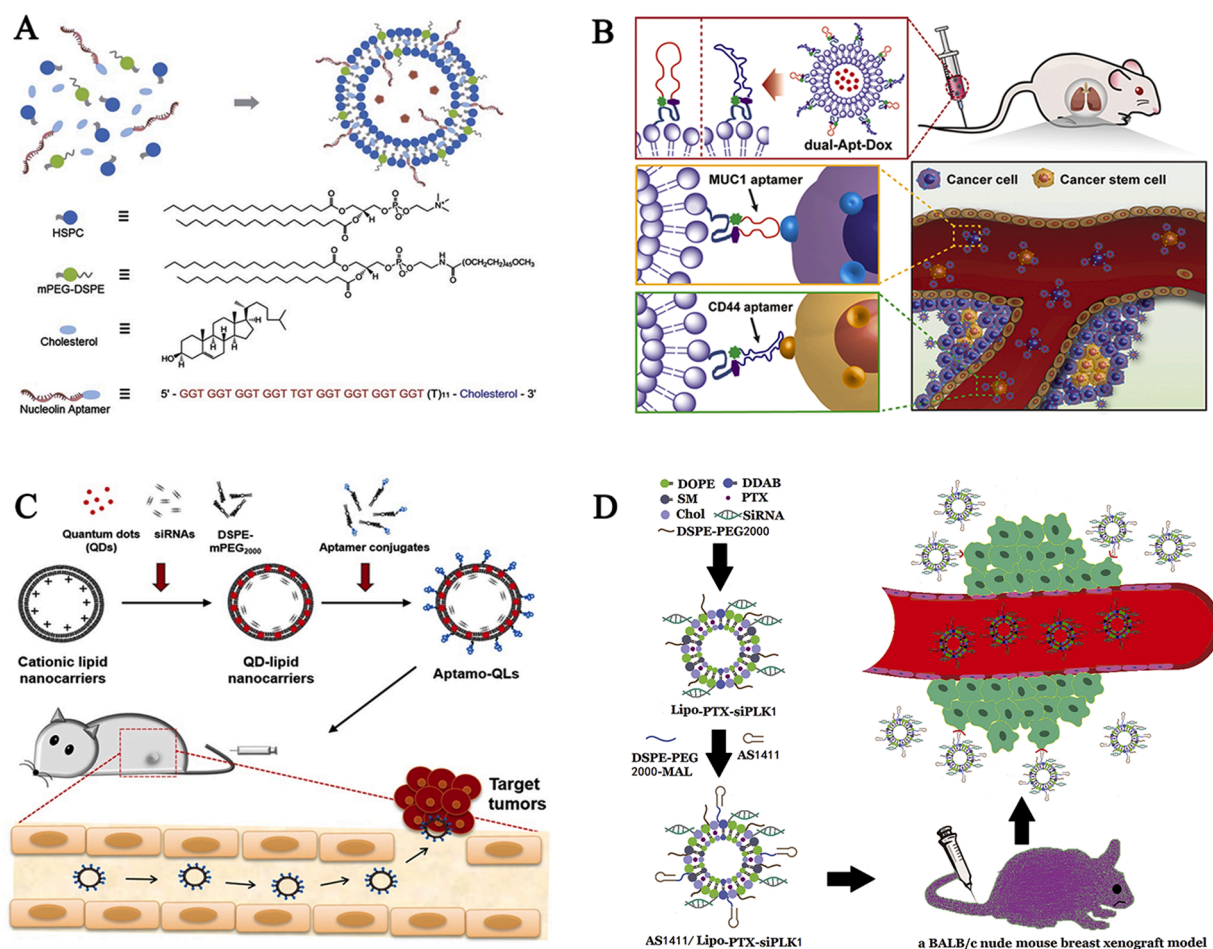 A
HSPC
≡
O
O
O
O
H
O
P
O
O
O⁻
N⁺
mPEG-DSPE
≡
O
O
O
O
H
O
P
O
O
O⁻
H
N
O
(OCH₂CH₂)₄₅OCH₃
Cholesterol
≡
H
H
H
H
HO
Nucleolin Aptamer
≡
5' - GGT GGT GGT GGT TGT GGT GGT GGT GGT (T)₁₁ - Cholesterol - 3'
B
dual-Apt-Dox
MUC1 aptamer
CD44 aptamer
Cancer cell
Cancer stem cell
C
Quantum dots
(QDs)
siRNAs
DSPE-
mPEG₂₀₀₀
Aptamer conjugates
Cationic lipid
nanocarriers
QD-lipid
nanocarriers
Aptamo-QLs
Target
tumors
D
DOPE
DDAB
SM
PTX
Chol
SiRNA
DSPE-PEG2000
Lipo-PTX-siPLK1
DSPE-PEG
2000-MAL
AS1411
AS1411/ Lipo-PTX-siPLK1
a BALB/c nude mouse breast xenograft model